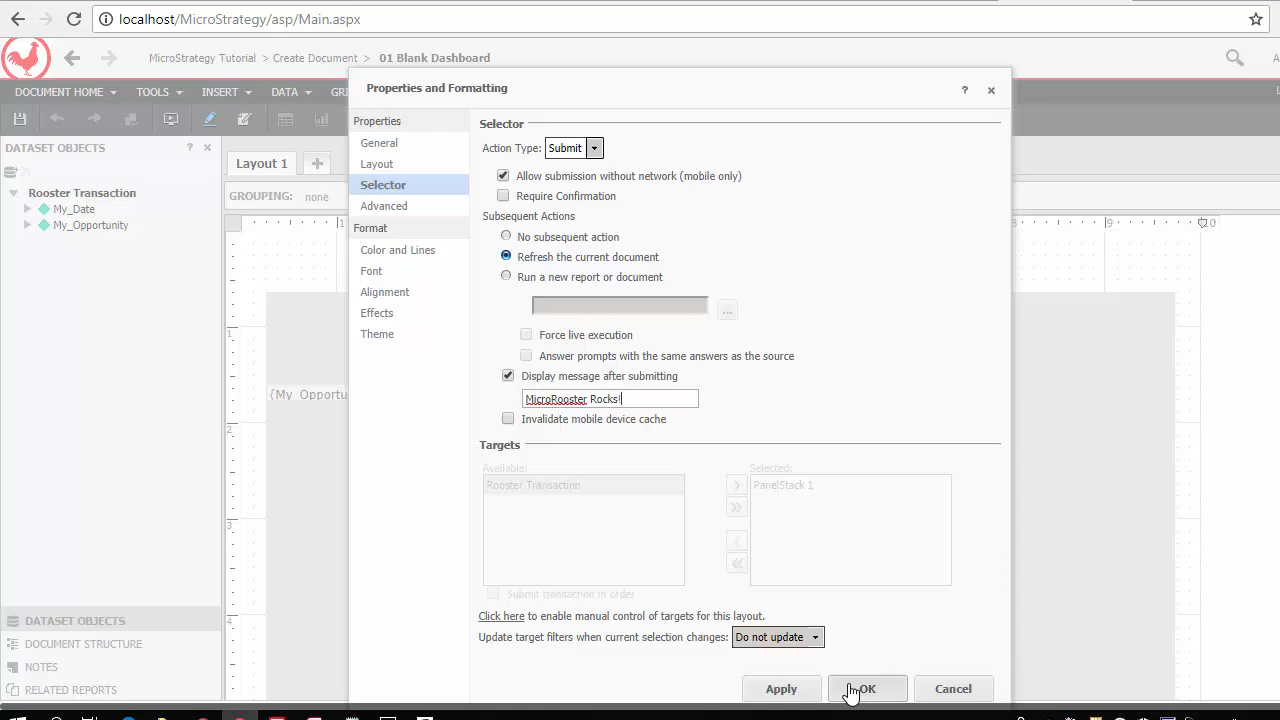 localhost/MicroStrategy/asp/Main.aspx
MicroStrategy Tutorial > Create Document > 01 Blank Dashboard
DOCUMENT HOME TOOLS INSERT DATA
DATASET OBJECTS ?
Rooster Transaction
My_Date
My_Opportunity
Layout 1
GROUPING: none
1
9
1
{My_Opportu
3
4
DATASET OBJECTS
DOCUMENT STRUCTURE
NOTES
RELATED REPORTS
Properties and Formatting ?
Properties
General
Layout
Selector
Advanced
Format
Color and Lines
Font
Alignment
Effects
Theme
Selector
Action Type: Submit
Allow submission without network (mobile only)
Require Confirmation
Subsequent Actions
No subsequent action
Refresh the current document
Run a new report or document
...
Force live execution
Answer prompts with the same answers as the source
Display message after submitting
MicroRooster Rocks!
Invalidate mobile device cache
Targets
Available: Selected:
Rooster Transaction PanelStack 1
Submit transaction in order
Click here to enable manual control of targets for this layout.
Update target filters when current selection changes: Do not update
Apply OK Cancel